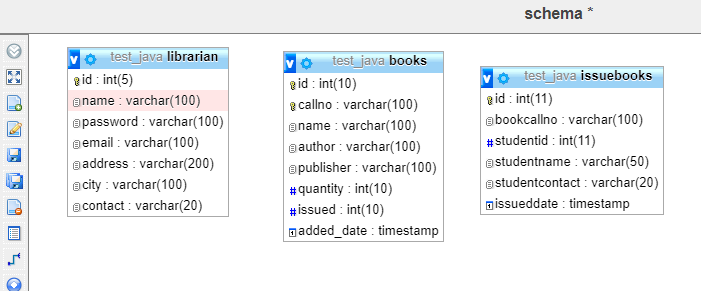 schema *
test_java librarian
id : int(5)
name : varchar(100)
password : varchar(100)
email : varchar(100)
address : varchar(200)
city : varchar(100)
contact : varchar(20)
test_java books
id : int(10)
callno : varchar(100)
name : varchar(100)
author : varchar(100)
publisher : varchar(100)
# quantity : int(10)
# issued : int(10)
added_date : timestamp
test_java issuebooks
id : int(11)
bookcallno : varchar(100)
# studentid : int(11)
studentname : varchar(50)
studentcontact : varchar(20)
issueddate : timestamp